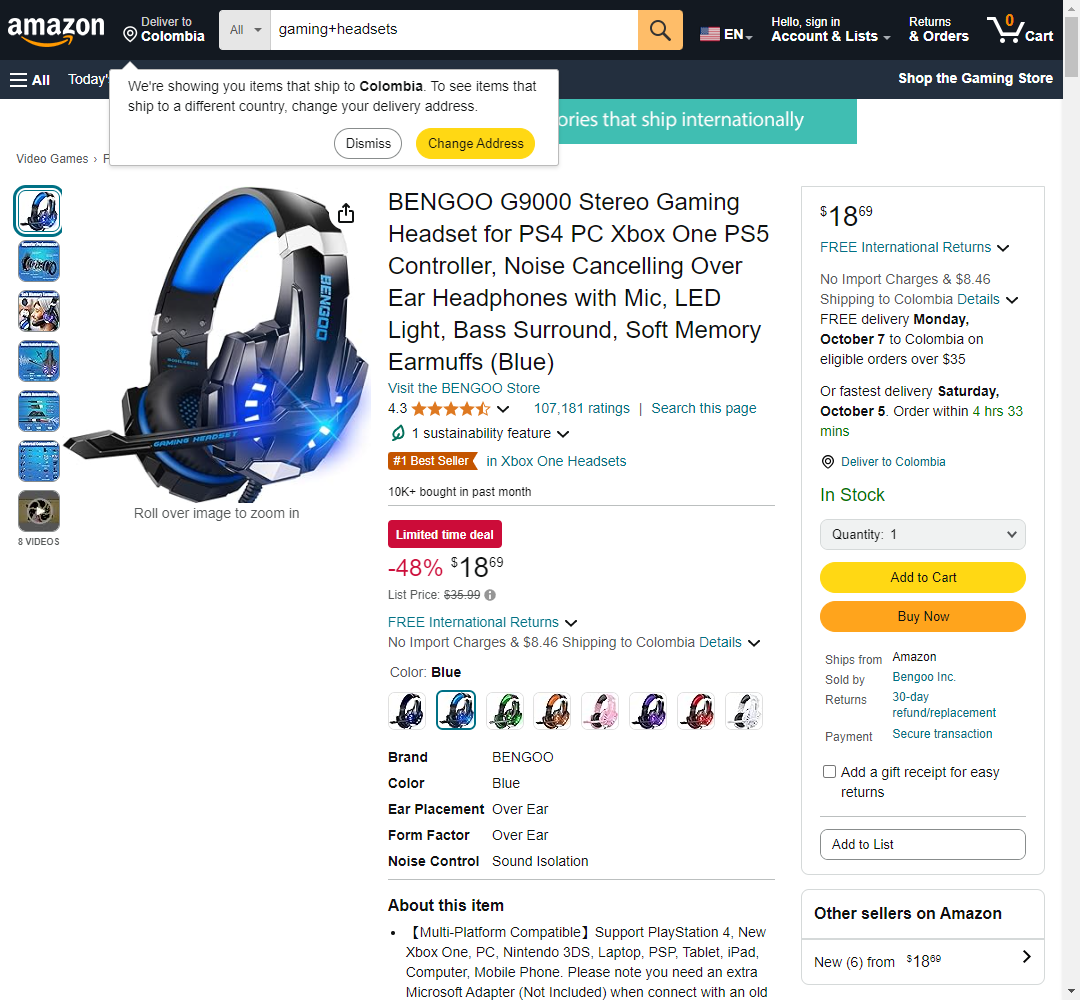 amazon
Deliver to
Colombia
All
gaming+headsets
EN
Hello, sign in
Account & Lists
Returns
& Orders
0
Cart
All
Today'
Shop the Gaming Store
We're showing you items that ship to Colombia. To see items that
ship to a different country, change your delivery address.
Dismiss
Change Address
ories that ship internationally
Video Games ›
BENGOO
GAMING HEADSET
Roll over image to zoom in
8 VIDEOS
BENGOO G9000 Stereo Gaming
Headset for PS4 PC Xbox One PS5
Controller, Noise Cancelling Over
Ear Headphones with Mic, LED
Light, Bass Surround, Soft Memory
Earmuffs (Blue)
Visit the BENGOO Store
4.3
107,181 ratings | Search this page
1 sustainability feature
#1 Best Seller in Xbox One Headsets
10K+ bought in past month
Limited time deal
-48% $18 69
List Price: $35.99
FREE International Returns
No Import Charges & $8.46 Shipping to Colombia Details
Color: Blue
Brand BENGOO
Color Blue
Ear Placement Over Ear
Form Factor Over Ear
Noise Control Sound Isolation
About this item
• 【Multi-Platform Compatible】Support PlayStation 4, New
Xbox One, PC, Nintendo 3DS, Laptop, PSP, Tablet, iPad,
Computer, Mobile Phone. Please note you need an extra
Microsoft Adapter (Not Included) when connect with an old
$18 69
FREE International Returns
No Import Charges & $8.46
Shipping to Colombia Details
FREE delivery Monday,
October 7 to Colombia on
eligible orders over $35
Or fastest delivery Saturday,
October 5. Order within 4 hrs 33
mins
Deliver to Colombia
In Stock
Quantity: 1
Add to Cart
Buy Now
Ships from Amazon
Sold by Bengoo Inc.
Returns 30-day
refund/replacement
Payment Secure transaction
Add a gift receipt for easy
returns
Add to List
Other sellers on Amazon
New (6) from $18 69